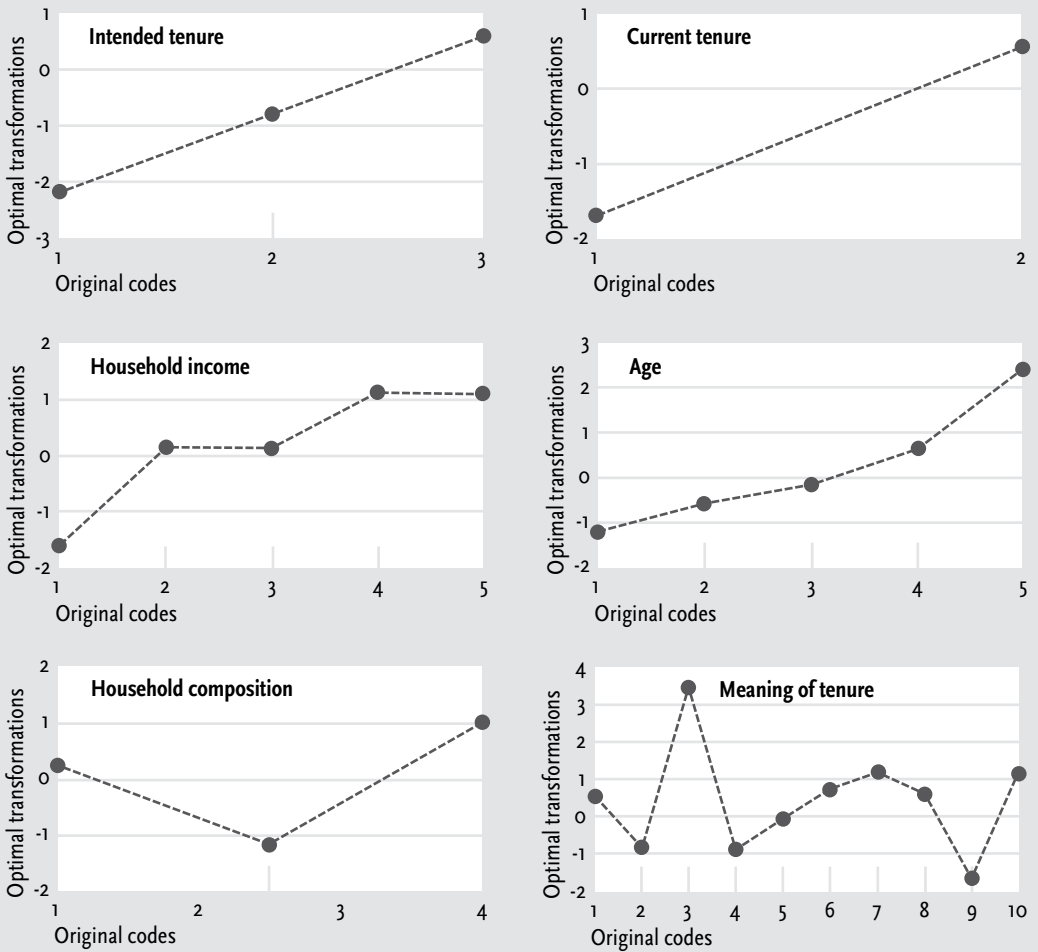 Intended tenure
Optimal transformations
1
0
-1
-2
-3
1 2 3
Original codes
Current tenure
Optimal transformations
1
0
-1
-2
1 2
Original codes
Household income
Optimal transformations
2
1
0
-1
-2
1 2 3 4 5
Original codes
Age
Optimal transformations
3
2
1
0
-1
-2
1 2 3 4 5
Original codes
Household composition
Optimal transformations
2
1
0
-1
-2
1 2 3 4
Original codes
Meaning of tenure
Optimal transformations
4
3
2
1
0
-1
-2
1 2 3 4 5 6 7 8 9 10
Original codes